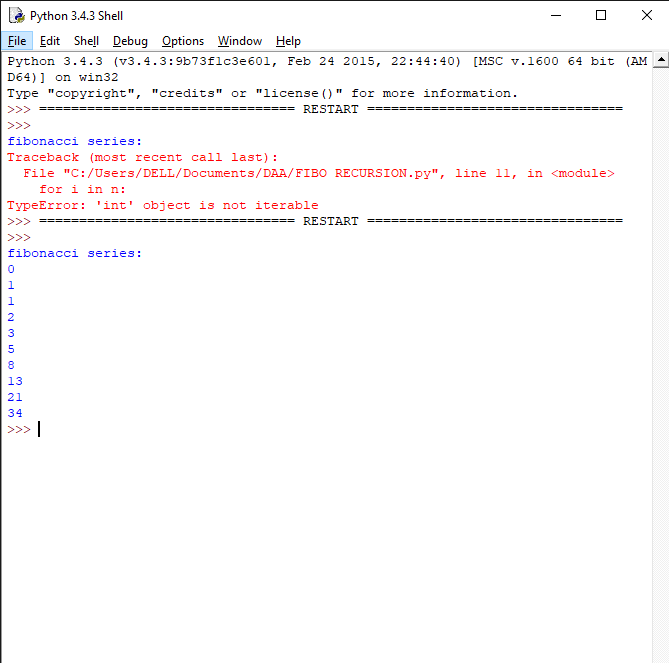 Python 3.4.3 Shell
File Edit Shell Debug Options Window Help
Python 3.4.3 (v3.4.3:9b73f1c3e601, Feb 24 2015, 22:44:40) [MSC v.1600 64 bit (AM
D64)] on win32
Type "copyright", "credits" or "license()" for more information.
>>> ================================ RESTART ================================
>>>
fibonacci series:
Traceback (most recent call last):
  File "C:/Users/DELL/Documents/DAA/FIBO RECURSION.py", line 11, in <module>
    for i in n:
TypeError: 'int' object is not iterable
>>> ================================ RESTART ================================
>>>
fibonacci series:
0
1
1
2
3
5
8
13
21
34
>>>